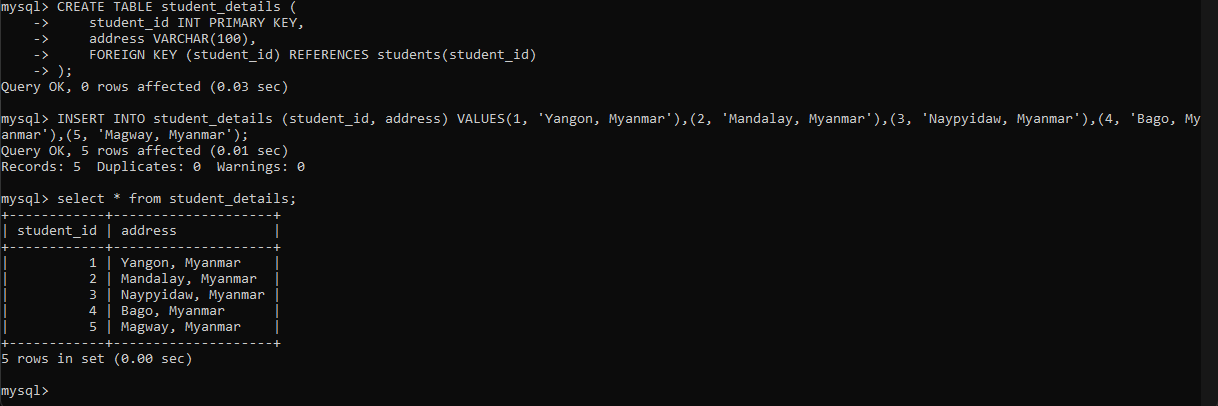 mysql> CREATE TABLE student_details (
    ->     student_id INT PRIMARY KEY,
    ->     address VARCHAR(100),
    ->     FOREIGN KEY (student_id) REFERENCES students(student_id)
    -> );
Query OK, 0 rows affected (0.03 sec)

mysql> INSERT INTO student_details (student_id, address) VALUES(1, 'Yangon, Myanmar'),(2, 'Mandalay, Myanmar'),(3, 'Naypyidaw, Myanmar'),(4, 'Bago, My
anmar'),(5, 'Magway, Myanmar');
Query OK, 5 rows affected (0.01 sec)
Records: 5  Duplicates: 0  Warnings: 0

mysql> select * from student_details;
+------------+--------------------+
| student_id | address            |
+------------+--------------------+
|          1 | Yangon, Myanmar    |
|          2 | Mandalay, Myanmar  |
|          3 | Naypyidaw, Myanmar |
|          4 | Bago, Myanmar      |
|          5 | Magway, Myanmar    |
+------------+--------------------+
5 rows in set (0.00 sec)

mysql>